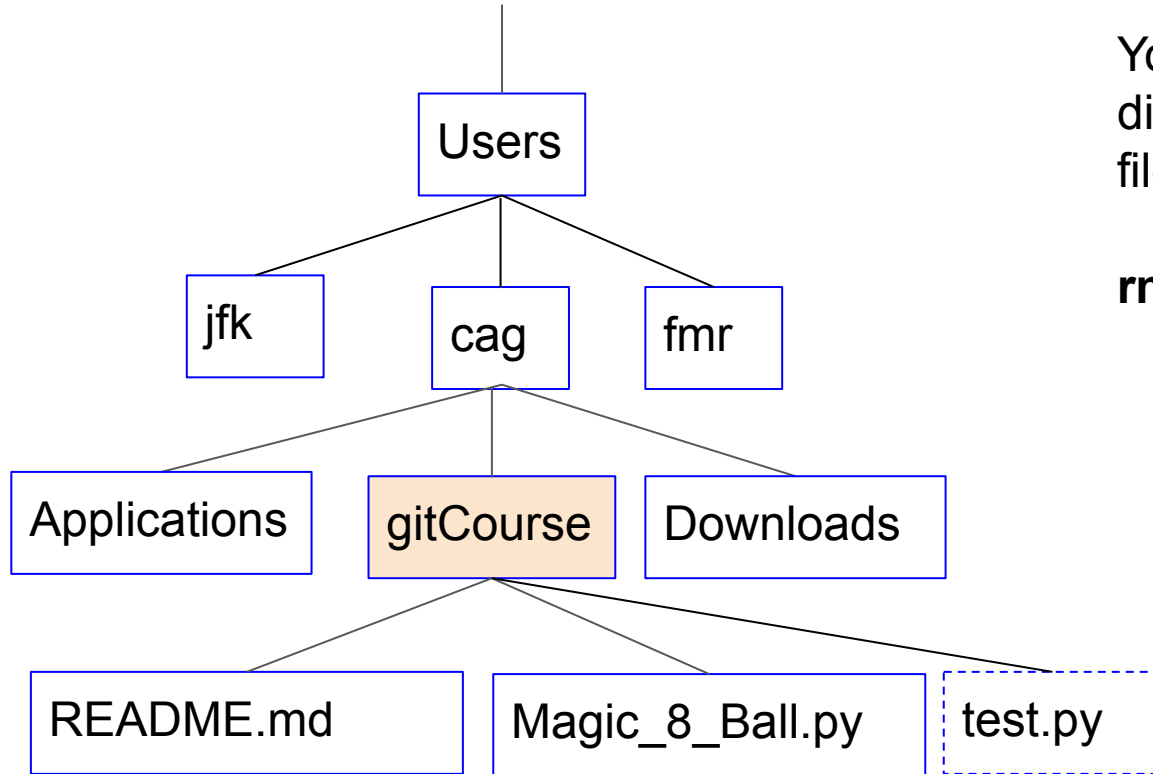 Users
jfk
cag
fmr
Applications
gitCourse
Downloads
README.md
Magic_8_Ball.py
test.py